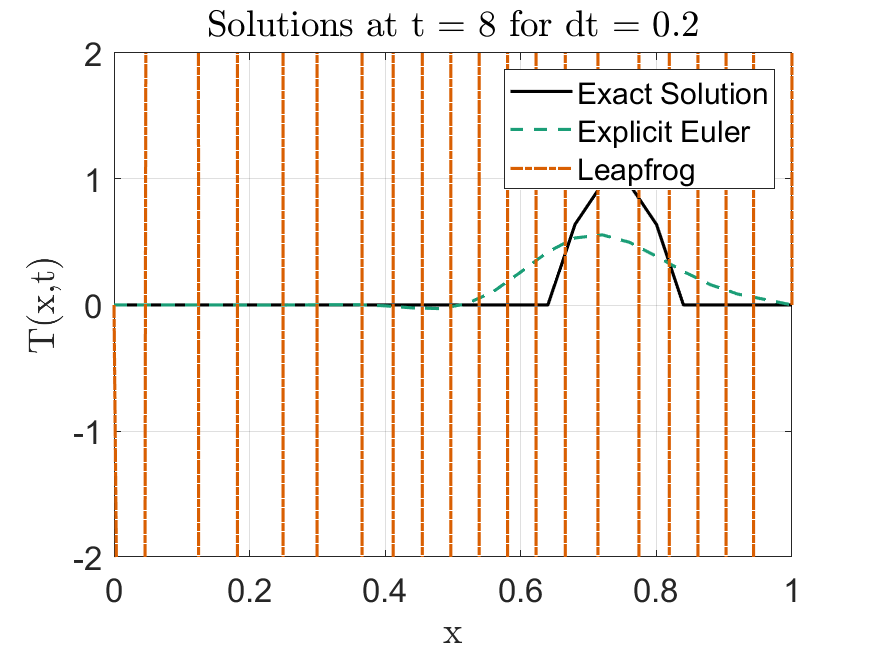 Solutions at t = 8 for dt = 0.2
Exact Solution
Explicit Euler
Leapfrog
T(x,t)
2
1
0
-1
-2
0
0.2
0.4
0.6
0.8
1
x